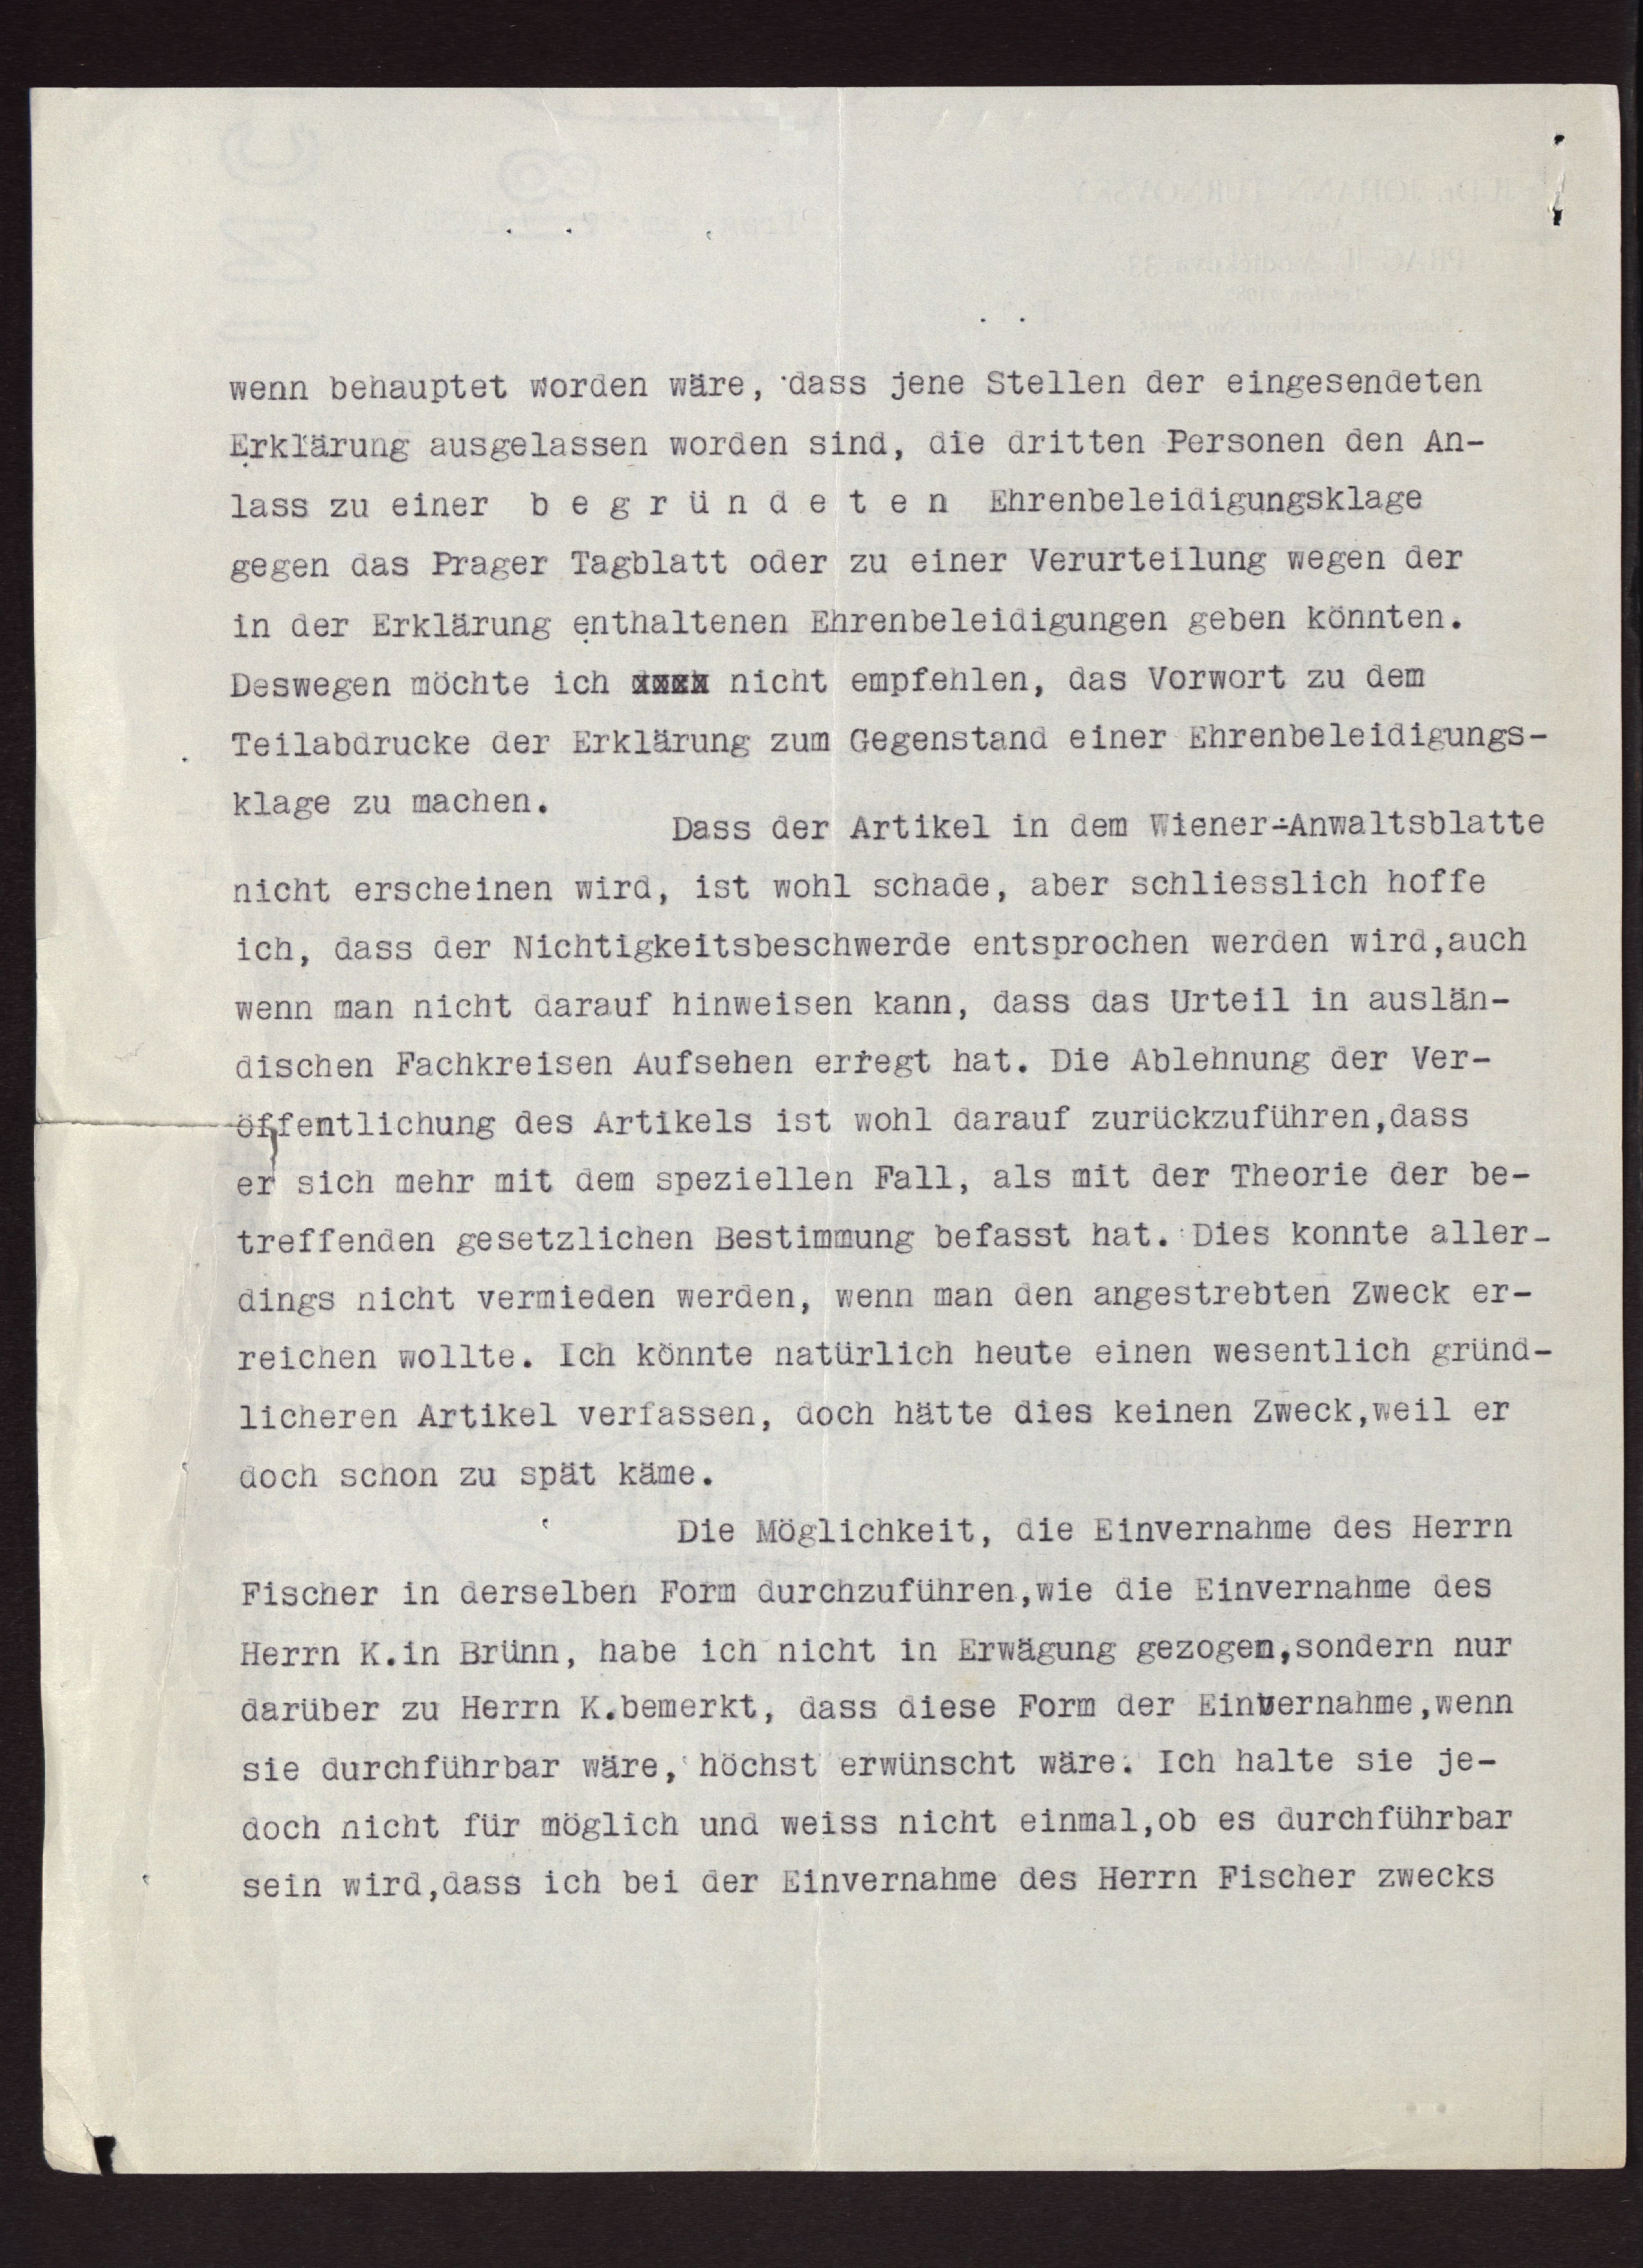 wenn behauptet worden wäre, dass jene Stellen der eingesendeten
Erklärung ausgelassen worden sind, die dritten Personen den An-
lass zu einer b e g r ü n d e t e n Ehrenbeleidigungsklage
gegen das Prager Tagblatt oder zu einer Verurteilung wegen der
in der Erklärung enthaltenen Ehrenbeleidigungen geben könnten.
Deswegen möchte ich nicht empfehlen, das Vorwort zu dem
Teilabdrucke der Erklärung zum Gegenstand einer Ehrenbeleidigungs-
klage zu machen.
Dass der Artikel in dem Wiener-Anwaltsblatte
nicht erscheinen wird, ist wohl schade, aber schliesslich hoffe
ich, dass der Nichtigkeitsbeschwerde entsprochen werden wird,auch
wenn man nicht darauf hinweisen kann, dass das Urteil in auslän-
dischen Fachkreisen Aufsehen erregt hat. Die Ablehnung der Ver-
öffentlichung des Artikels ist wohl darauf zurückzuführen,dass
er sich mehr mit dem speziellen Fall, als mit der Theorie der be-
treffenden gesetzlichen Bestimmung befasst hat. Dies konnte aller-
dings nicht vermieden werden, wenn man den angestrebten Zweck er-
reichen wollte. Ich könnte natürlich heute einen wesentlich gründ-
licheren Artikel verfassen, doch hätte dies keinen Zweck,weil er
doch schon zu spät käme.
Die Möglichkeit, die Einvernahme des Herrn
Fischer in derselben Form durchzuführen,wie die Einvernahme des
Herrn K.in Brünn, habe ich nicht in Erwägung gezogen,sondern nur
darüber zu Herrn K.bemerkt, dass diese Form der Einvernahme,wenn
sie durchführbar wäre, höchst erwünscht wäre. Ich halte sie je-
doch nicht für möglich und weiss nicht einmal,ob es durchführbar
sein wird,dass ich bei der Einvernahme des Herrn Fischer zwecks